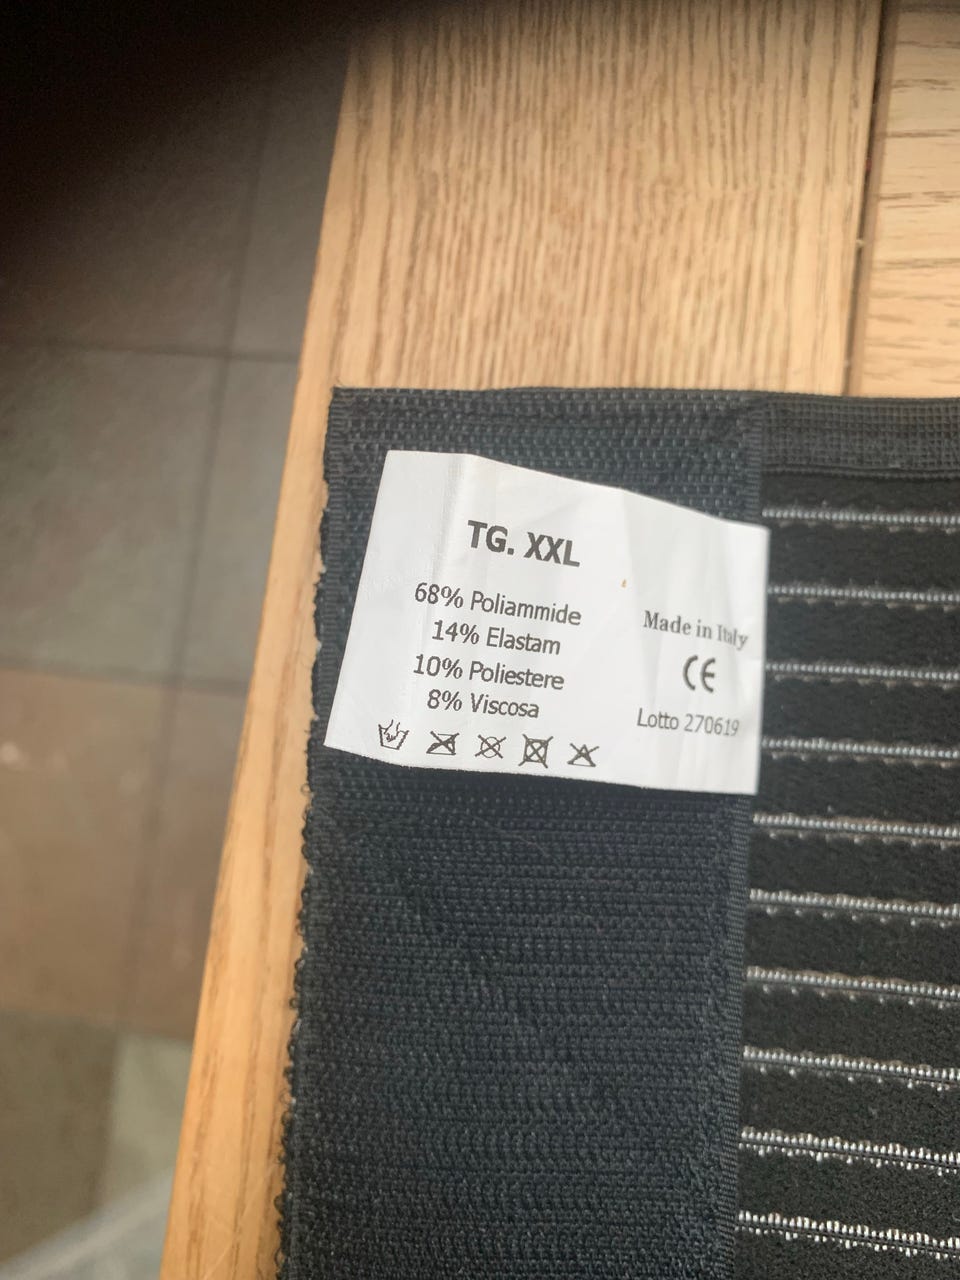 TG. XXL
68% Poliammide
14% Elastam
10% Poliestere
8% Viscosa
Made in Italy
CE
Lotto 270619